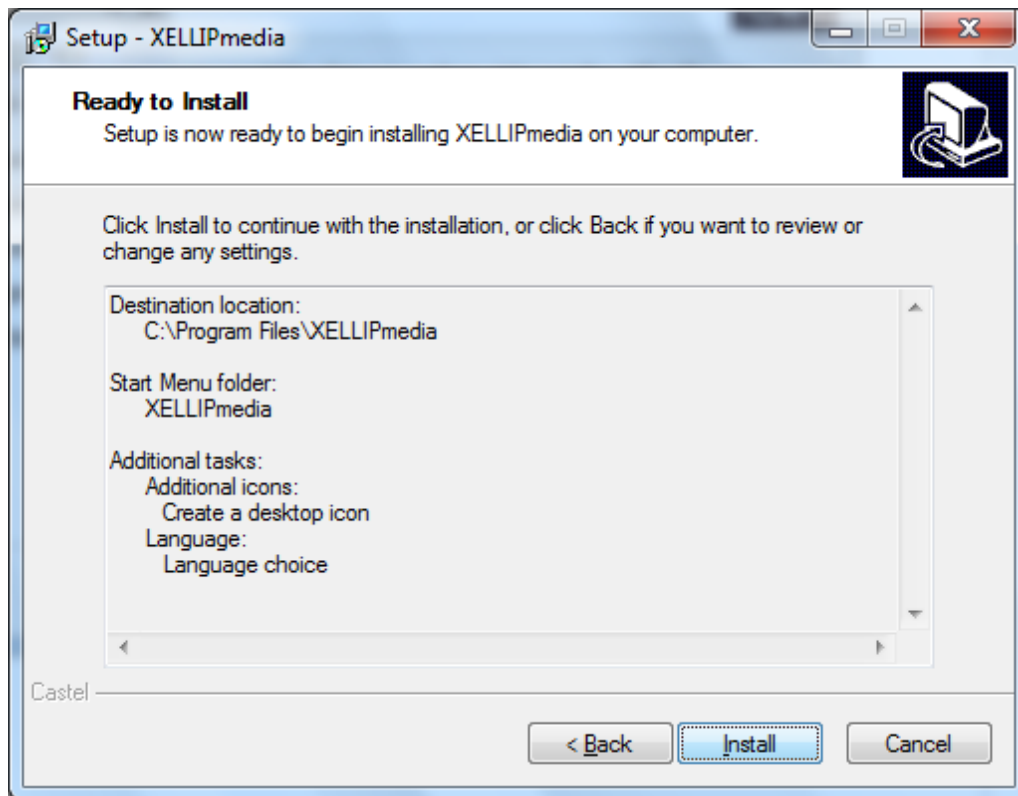 Setup - XELLIPmedia
Ready to Install
Setup is now ready to begin installing XELLIPmedia on your computer.
Click Install to continue with the installation, or click Back if you want to review or
change any settings.
Destination location:
C:\Program Files\XELLIPmedia
Start Menu folder:
XELLIPmedia
Additional tasks:
Additional icons:
Create a desktop icon
Language:
Language choice
Castel
< Back
Install
Cancel